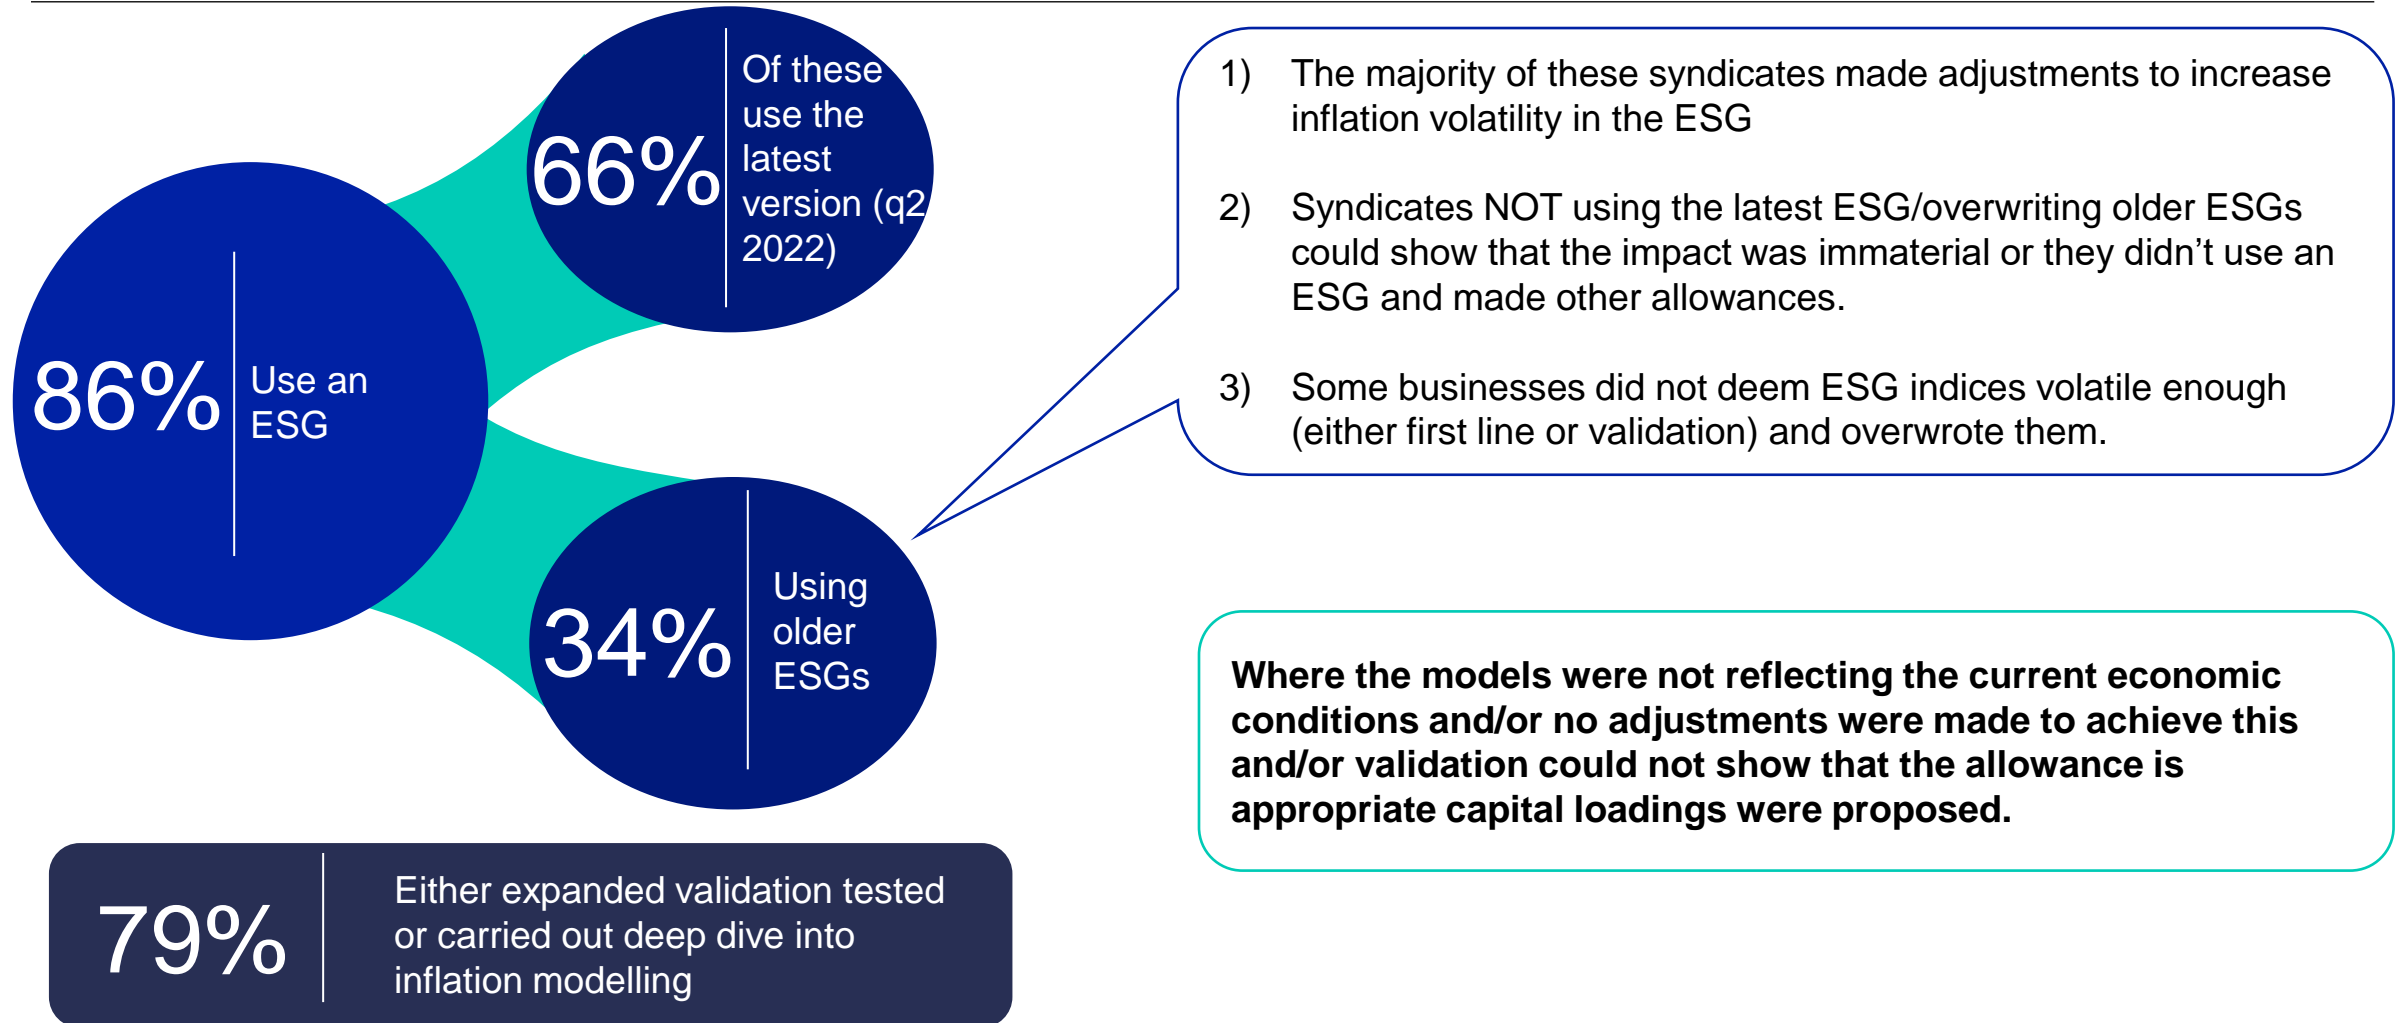 86%
Use an
ESG
66%
Of these
use the
latest
version (q2
2022)
34%
Using
older
ESGs
79%
Either expanded validation tested
or carried out deep dive into
inflation modelling
1) The majority of these syndicates made adjustments to increase
inflation volatility in the ESG
2) Syndicates NOT using the latest ESG/overwriting older ESGs
could show that the impact was immaterial or they didn’t use an
ESG and made other allowances.
3) Some businesses did not deem ESG indices volatile enough
(either first line or validation) and overwrote them.
Where the models were not reflecting the current economic
conditions and/or no adjustments were made to achieve this
and/or validation could not show that the allowance is
appropriate capital loadings were proposed.